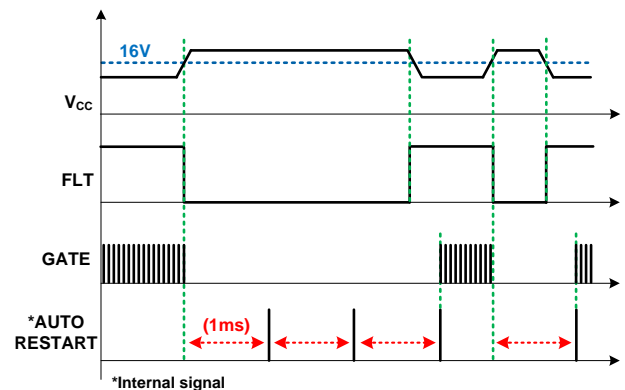 16V
VCC
FLT
GATE
*AUTO
RESTART
(1ms)
*Internal signal